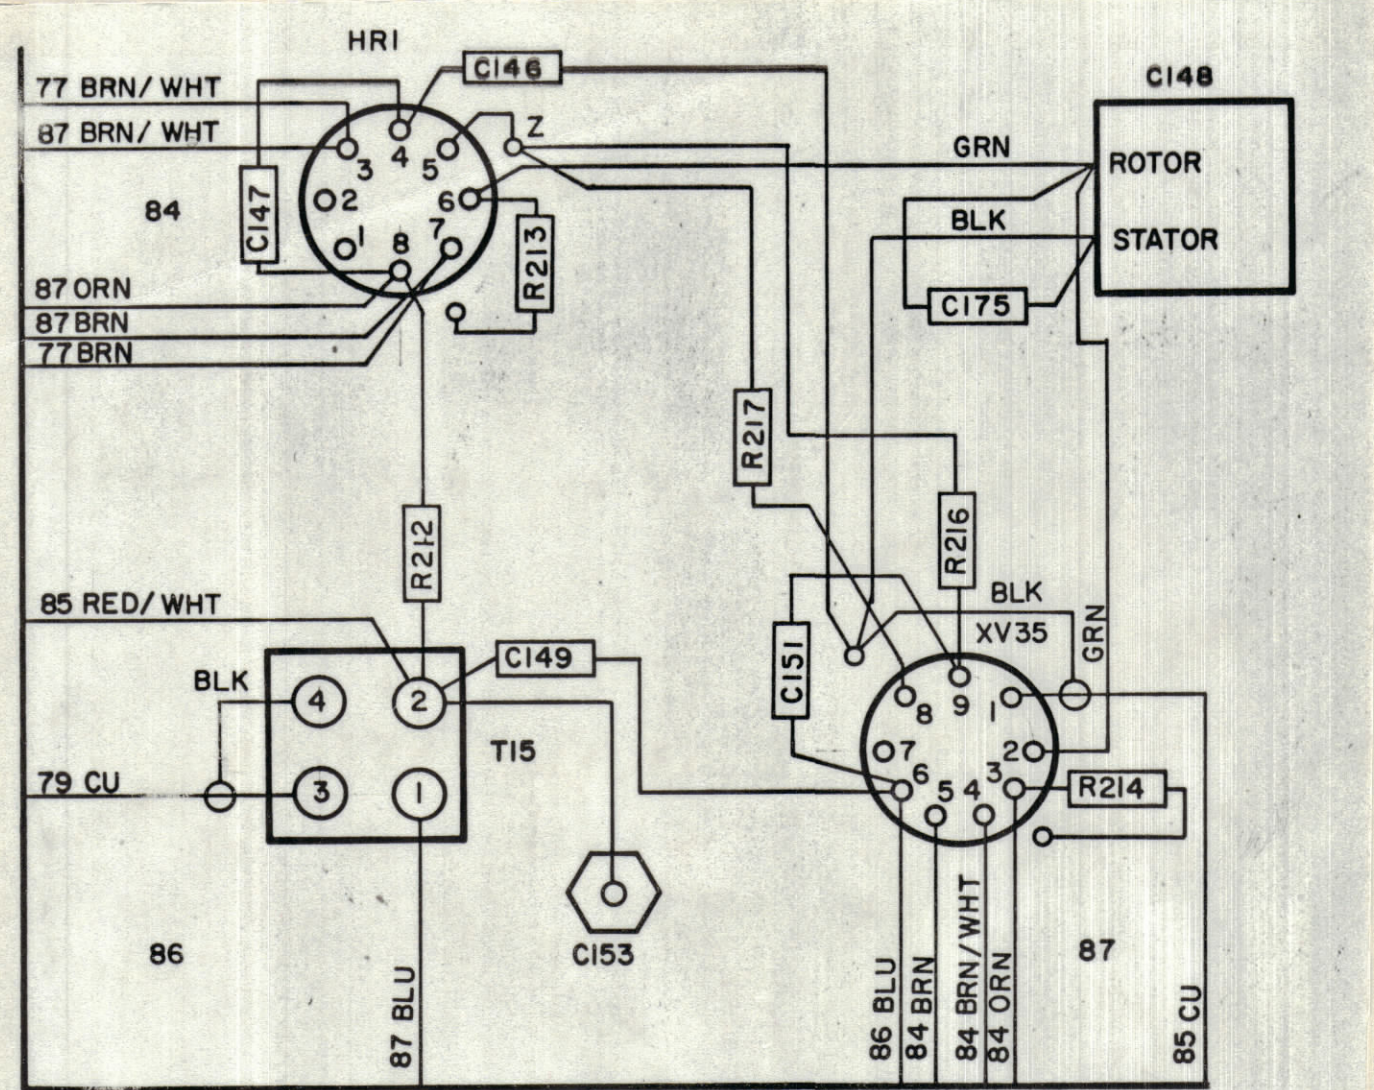 HR1
C146
77 BRN/WHT
C148
87 BRN/WHT
Z
GRN
3
4
5
ROTOR
84
C147
2
6
BLK
1
8
7
R213
STATOR
87 ORN
C175
87 BRN
77 BRN
R217
R212
R216
85 RED/WHT
BLK
XV35
GRN
C149
C151
BLK
4
2
8
9
1
T15
7
2
79 CU
3
1
6
5
4
3
R214
86
C153
87
87 BLU
86 BLU
84 BRN
84 BRN/WHT
84 ORN
85 CU